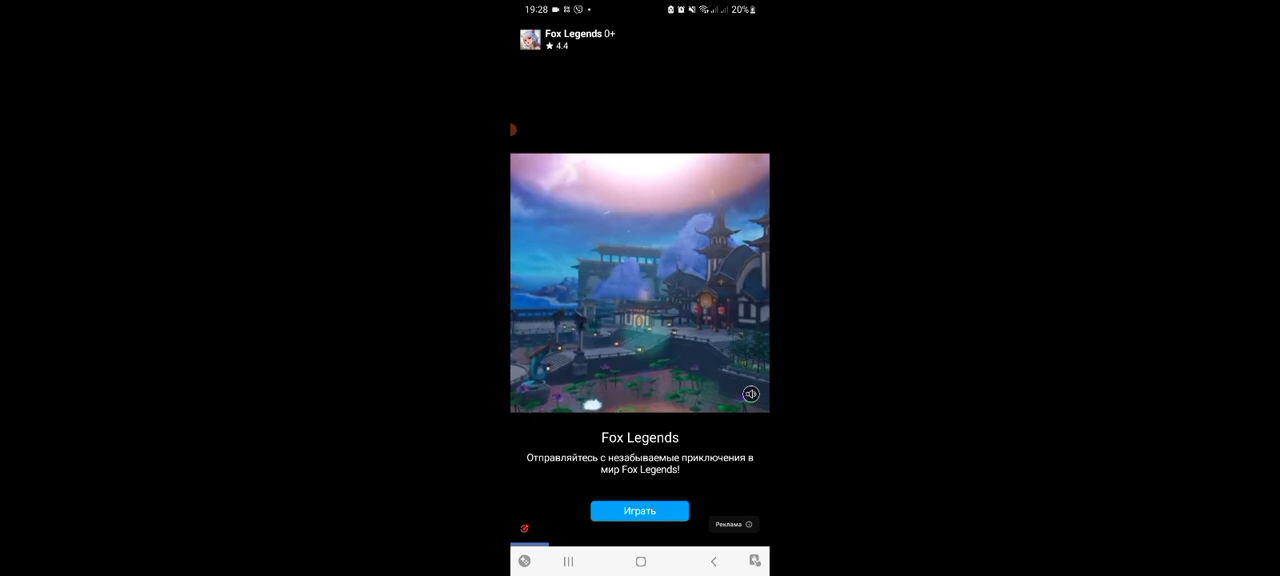 19:28
20%
Fox Legends 0+
★ 4.4
Fox Legends
Отправляйтесь с незабываемые приключения в
мир Fox Legends!
Играть
Реклама